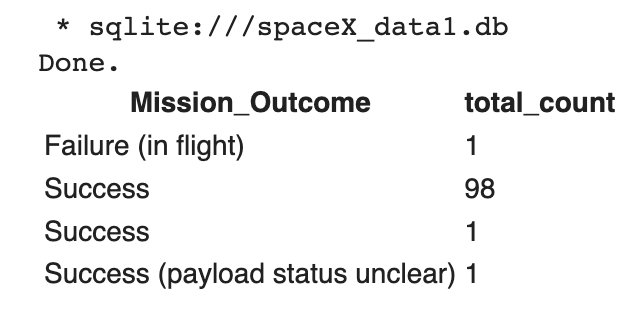 * sqlite:///spaceX_data1.db
Done.
Mission_Outcome total_count
Failure (in flight) 1
Success 98
Success 1
Success (payload status unclear) 1